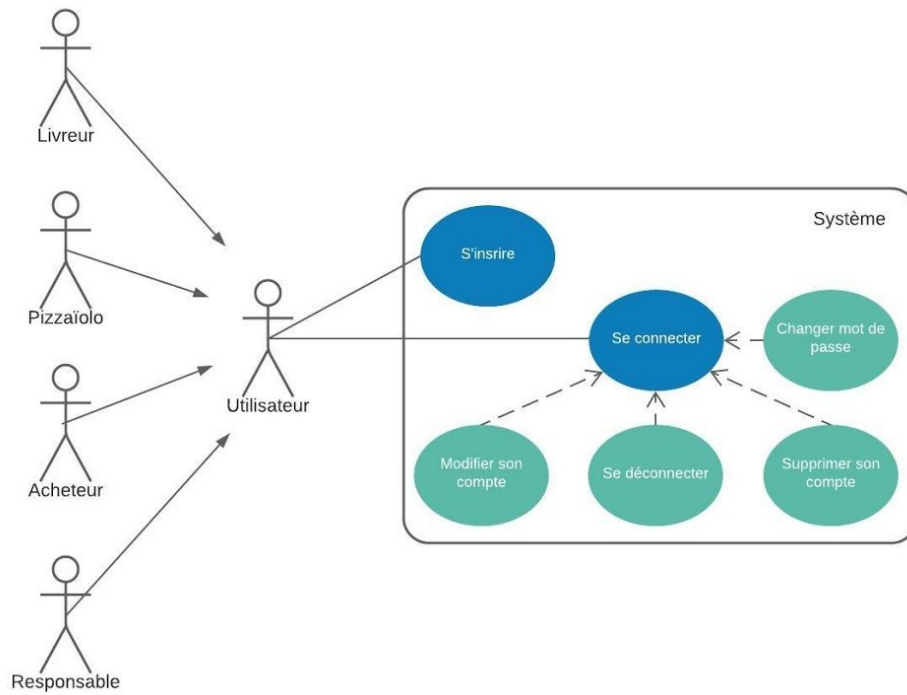 Livreur
Système
S'insrire
Pizzaïolo
Changer mot de
passe
Se connecter
Utilisateur
Acheteur
Modifier son
compte
Se déconnecter
Supprimer son
compte
Responsable